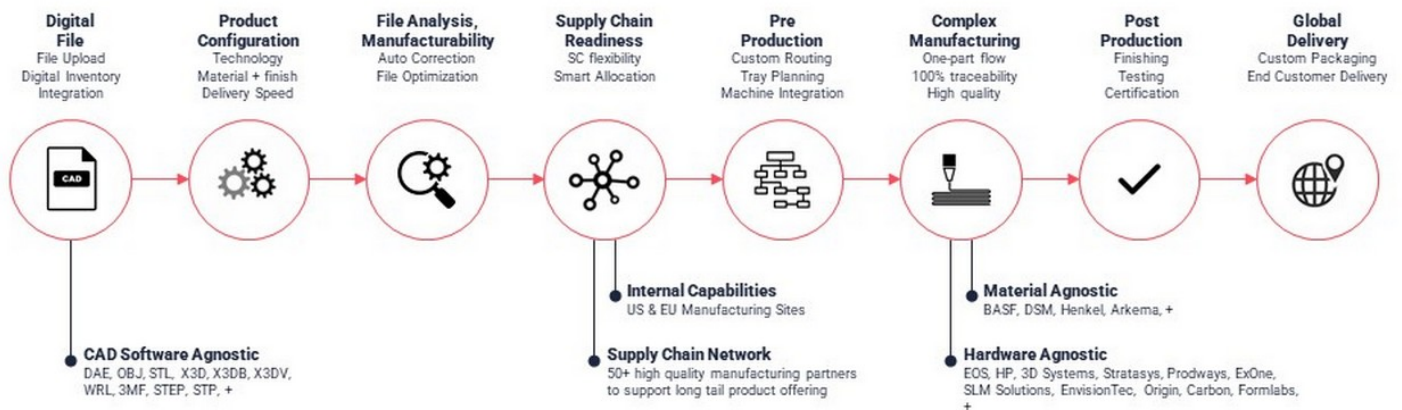 Digital
File
File Upload
Digital Inventory
Integration
Product
Configuration
Technology
Material + finish
Delivery Speed
File Analysis,
Manufacturability
Auto Correction
File Optimization
Supply Chain
Readiness
SC flexibility
Smart Allocation
Pre
Production
Custom Routing
Tray Planning
Machine Integration
Complex
Manufacturing
One-part flow
100% traceability
High quality
Post
Production
Finishing
Testing
Certification
Global
Delivery
Custom Packaging
End Customer Delivery
CAD
CAD Software Agnostic
DAE, OBJ, STL, X3D, X3DB, X3DV,
WRL, 3MF, STEP, STP, +
Internal Capabilities
US & EU Manufacturing Sites
Supply Chain Network
50+ high quality manufacturing partners
to support long tail product offering
Material Agnostic
BASF, DSM, Henkel, Arkema, +
Hardware Agnostic
EOS, HP, 3D Systems, Stratasys, Prodways, ExOne,
SLM Solutions, EnvisionTec, Origin, Carbon, Formlabs,
+